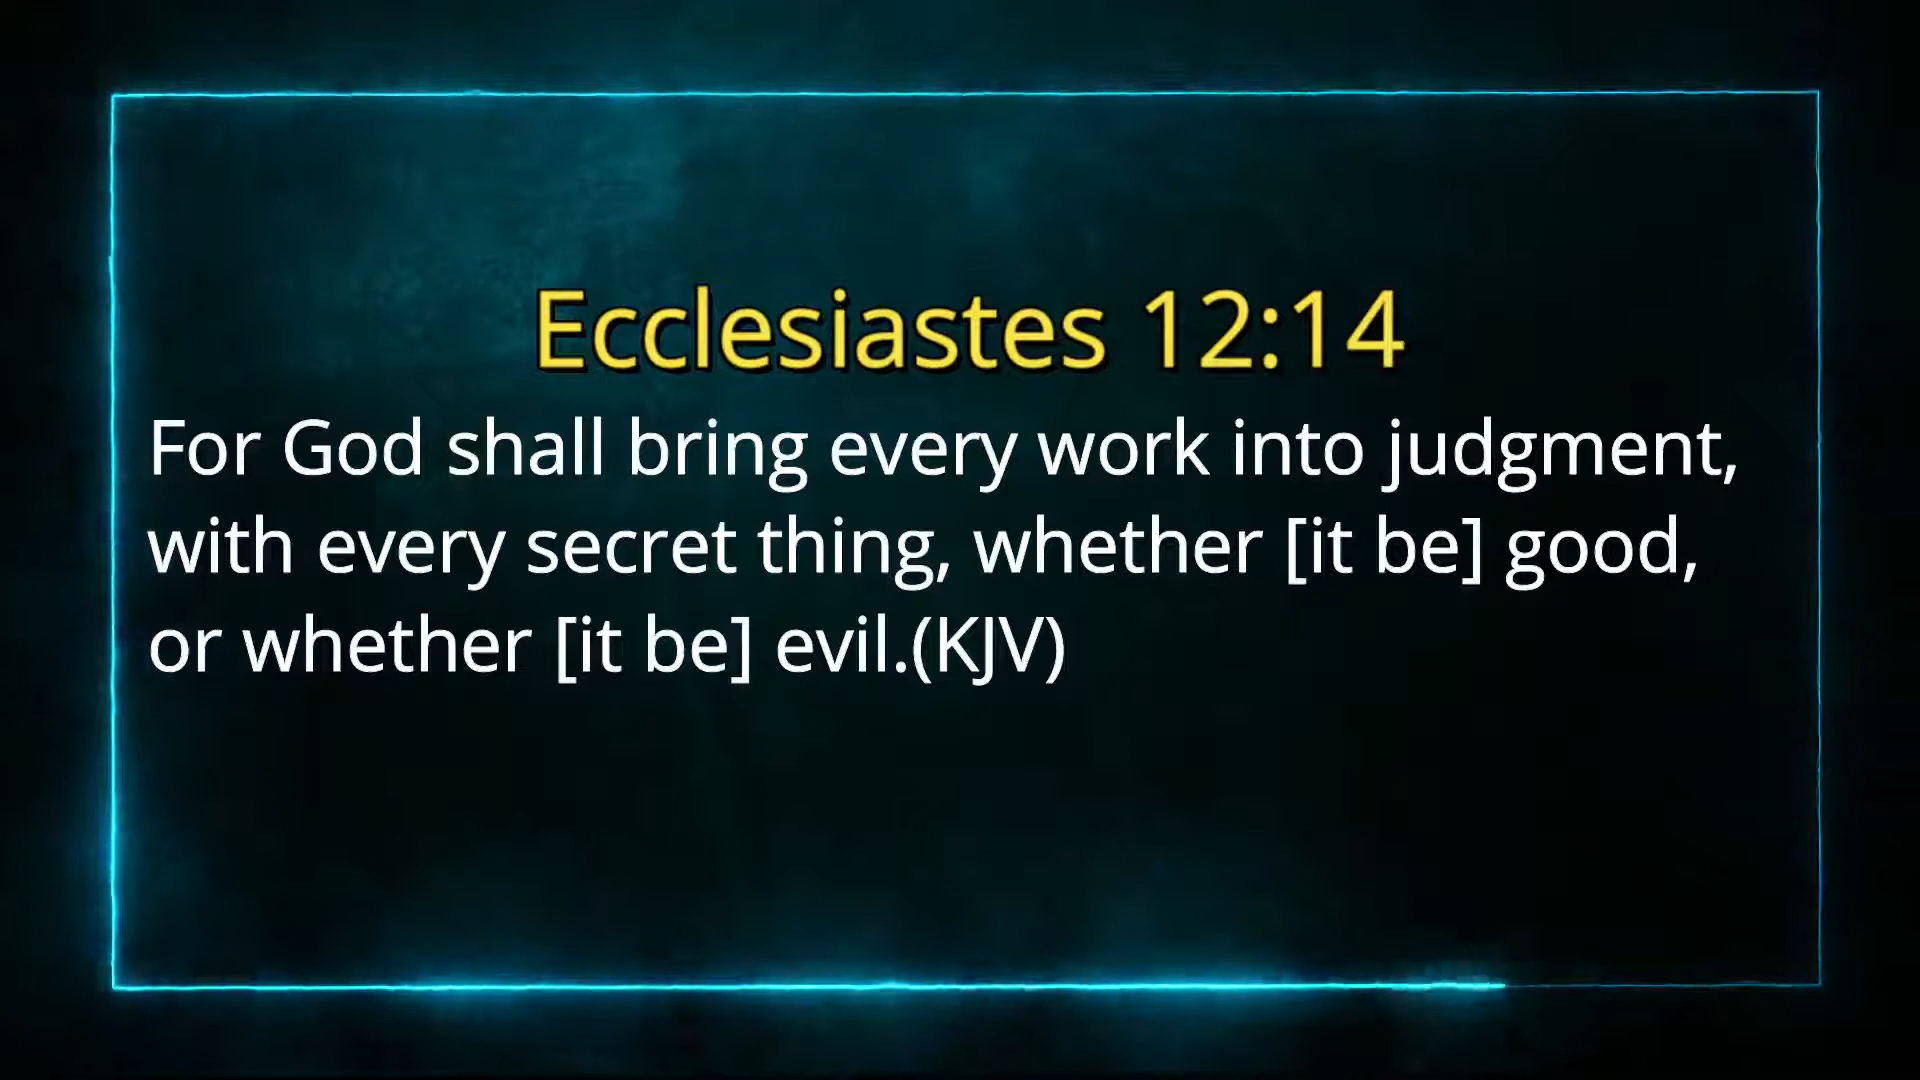 Ecclesiastes 12:14
For God shall bring every work into judgment,
with every secret thing, whether [it be] good,
or whether [it be] evil.(KJV)